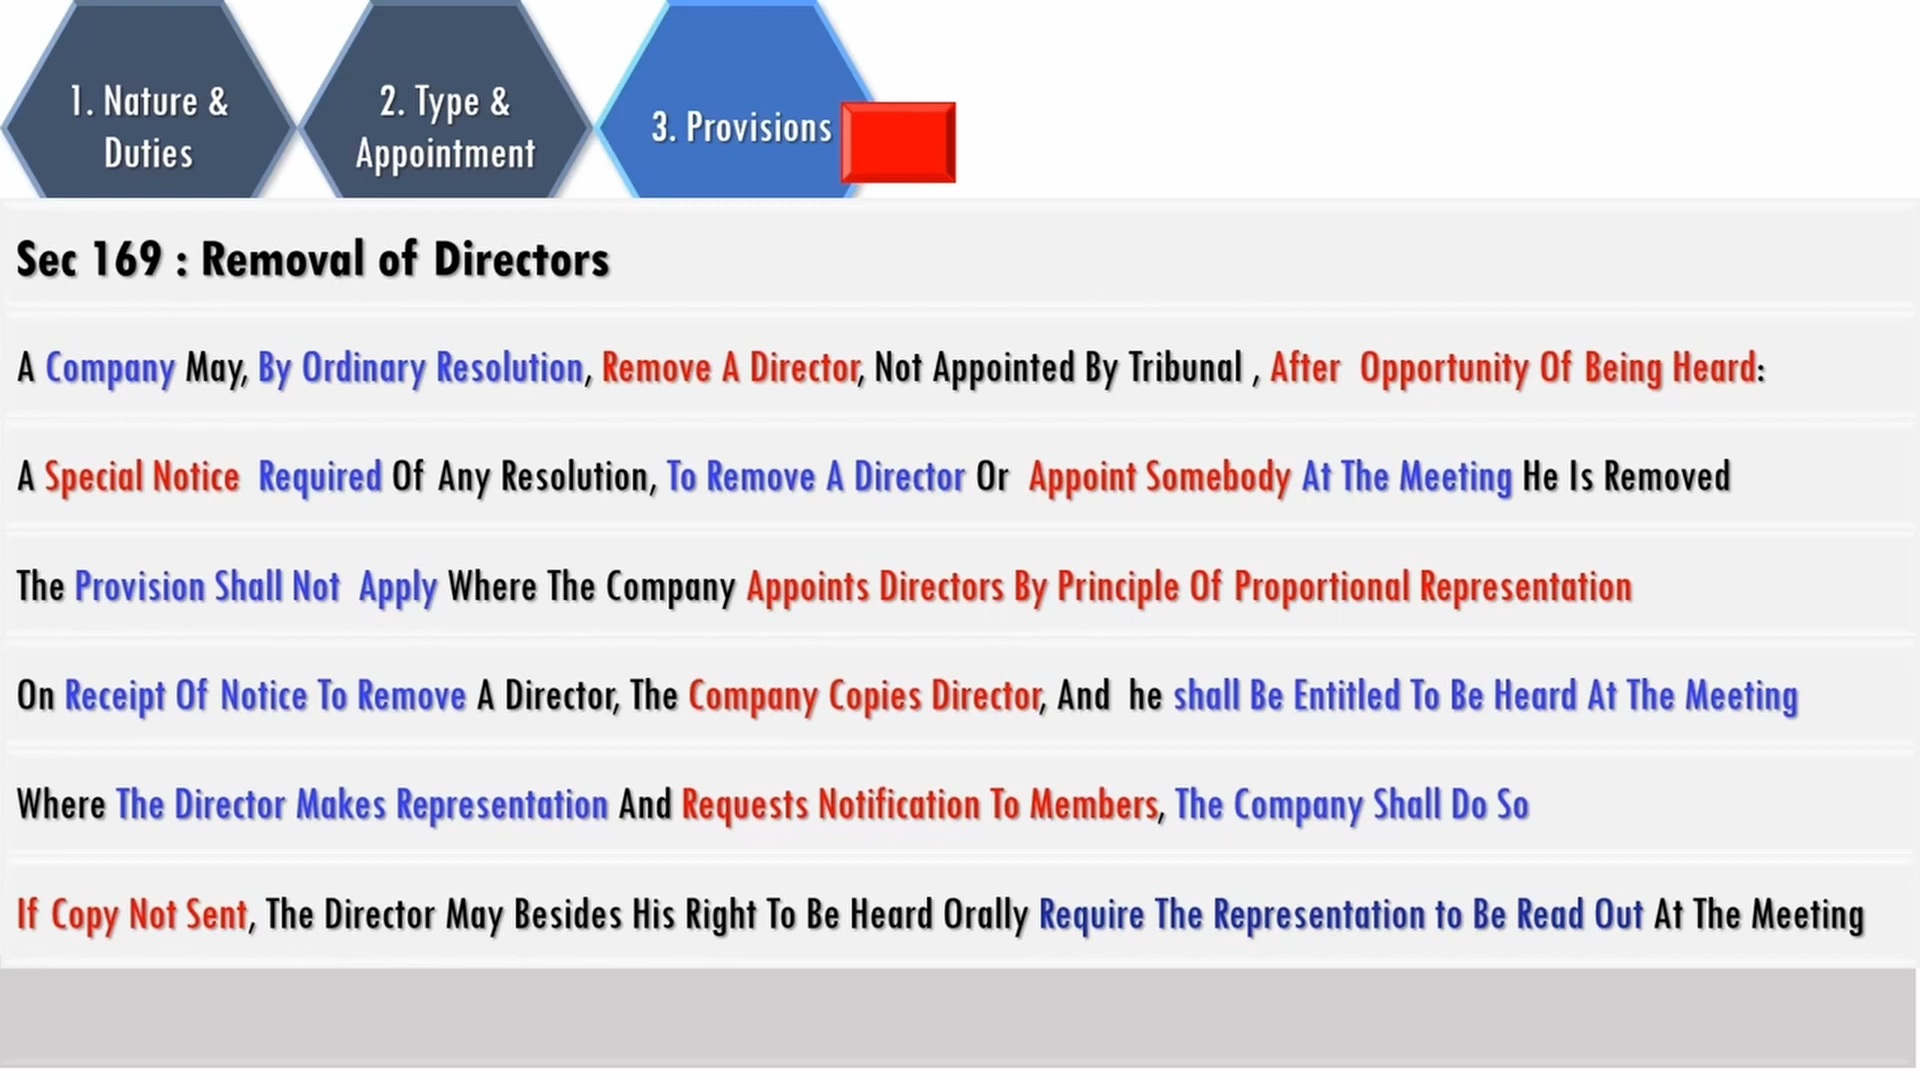 1. Nature &
Duties
2. Type &
Appointment
3. Provisions
Sec 169 : Removal of Directors
A Company May, By Ordinary Resolution, Remove A Director, Not Appointed By Tribunal , After Opportunity Of Being Heard:
A Special Notice Required Of Any Resolution, To Remove A Director Or Appoint Somebody At The Meeting He Is Removed
The Provision Shall Not Apply Where The Company Appoints Directors By Principle Of Proportional Representation
On Receipt Of Notice To Remove A Director, The Company Copies Director, And he shall Be Entitled To Be Heard At The Meeting
Where The Director Makes Representation And Requests Notification To Members, The Company Shall Do So
If Copy Not Sent, The Director May Besides His Right To Be Heard Orally Require The Representation to Be Read Out At The Meeting